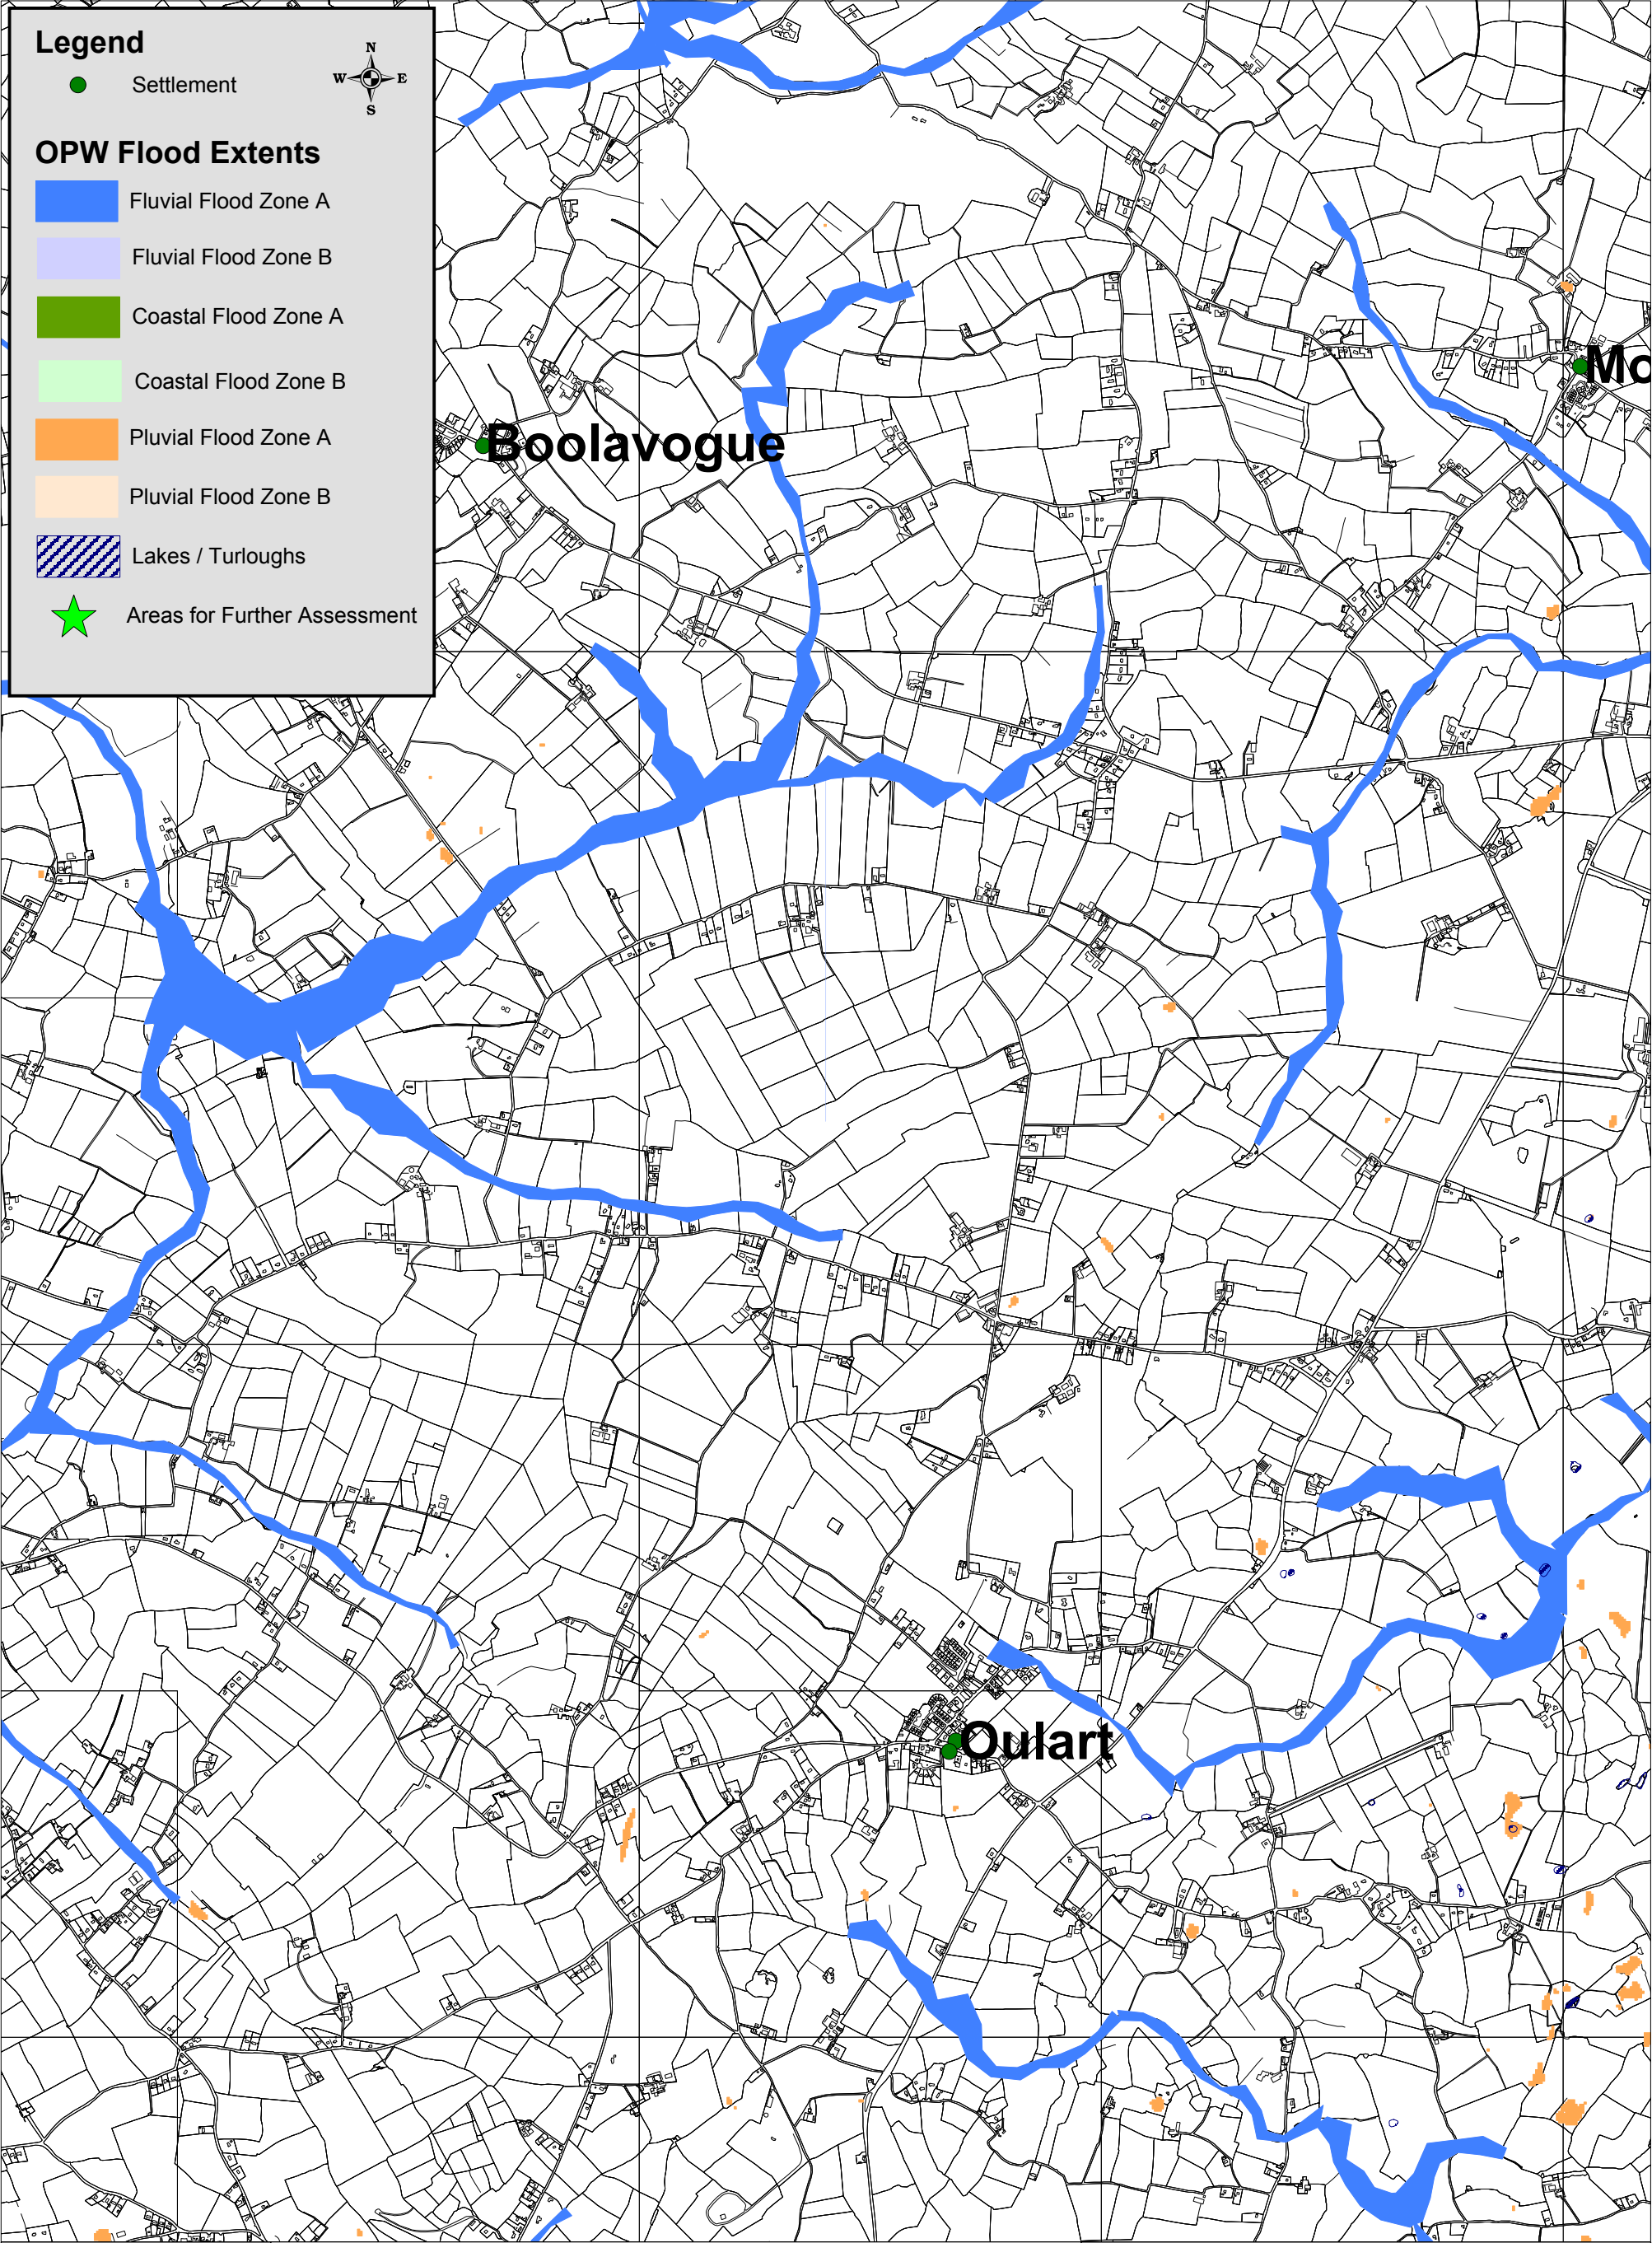 Legend
N
W E
S
Settlement
OPW Flood Extents
Fluvial Flood Zone A
Fluvial Flood Zone B
Coastal Flood Zone A
Coastal Flood Zone B
Pluvial Flood Zone A
Pluvial Flood Zone B
Lakes / Turloughs
Areas for Further Assessment
Mo
Boolavogue
Oulart